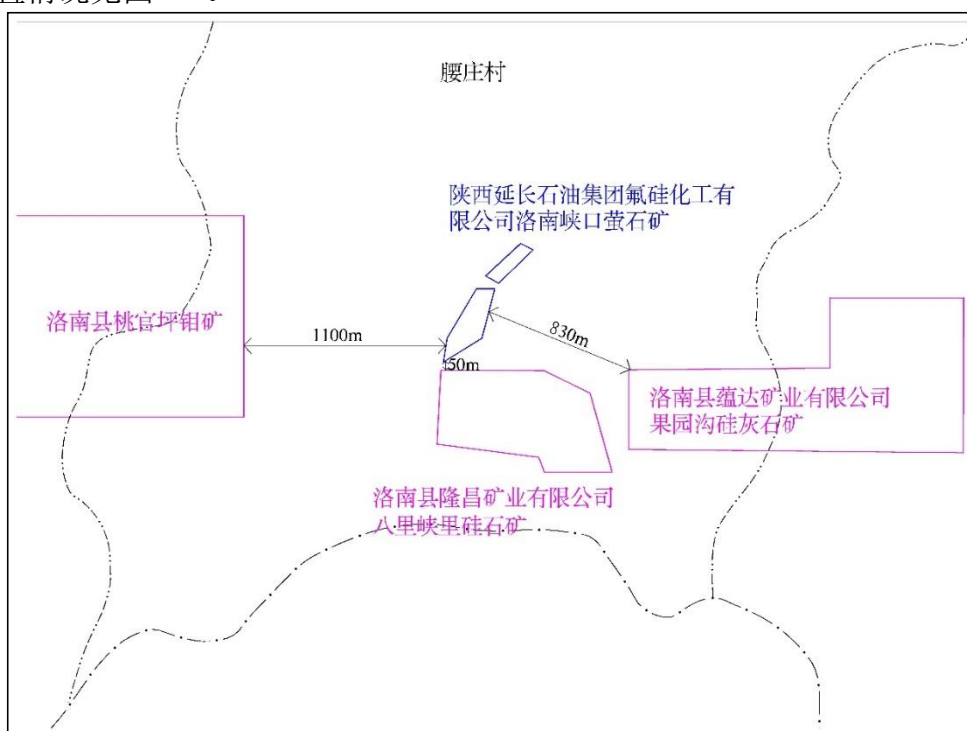 腰庄村
陕西延长石油集团氟硅化工有
限公司洛南峡口萤石矿
洛南县桃官坪钼矿
1100m
830m
50m
洛南县蕴达矿业有限公司
果园沟硅灰石矿
洛南县隆昌矿业有限公司
八里峡里硅石矿